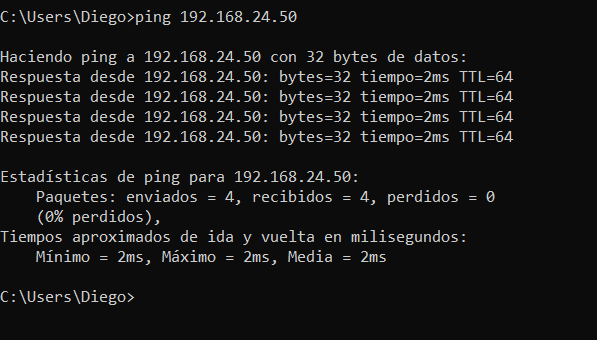 C:\Users\Diego>ping 192.168.24.50
Haciendo ping a 192.168.24.50 con 32 bytes de datos:
Respuesta desde 192.168.24.50: bytes=32 tiempo=2ms TTL=64
Respuesta desde 192.168.24.50: bytes=32 tiempo=2ms TTL=64
Respuesta desde 192.168.24.50: bytes=32 tiempo=2ms TTL=64
Respuesta desde 192.168.24.50: bytes=32 tiempo=2ms TTL=64
Estadísticas de ping para 192.168.24.50:
    Paquetes: enviados = 4, recibidos = 4, perdidos = 0
    (0% perdidos),
Tiempos aproximados de ida y vuelta en milisegundos:
    Mínimo = 2ms, Máximo = 2ms, Media = 2ms
C:\Users\Diego>